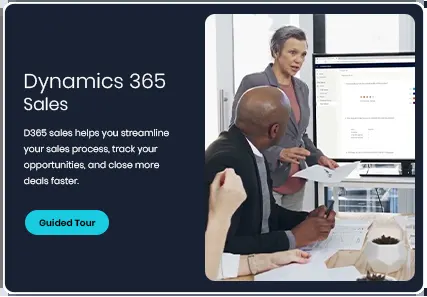 Dynamics 365
Sales
D365 sales helps you streamline
your sales process, track your
opportunities, and close more
deals faster.
Guided Tour